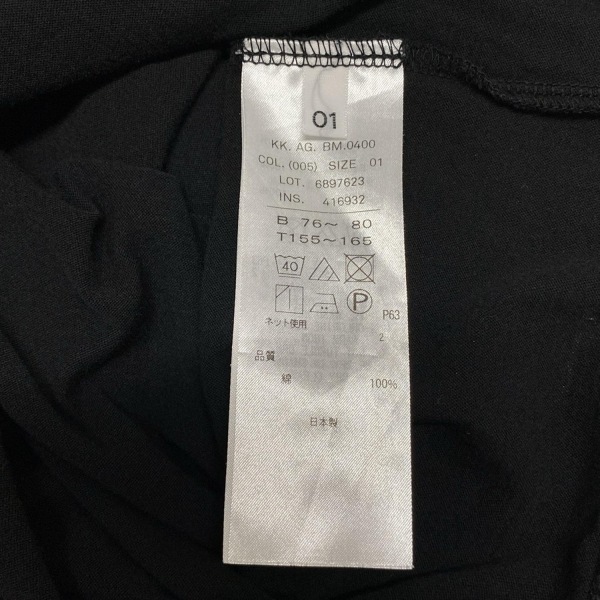 01
KK. AG. BM.0400
COL. (005) SIZE 01
LOT. 6897623
INS. 416932
B 76〜 80
T155〜165
40
P
ネット使用 P63
2
品質
綿 100%
日本製